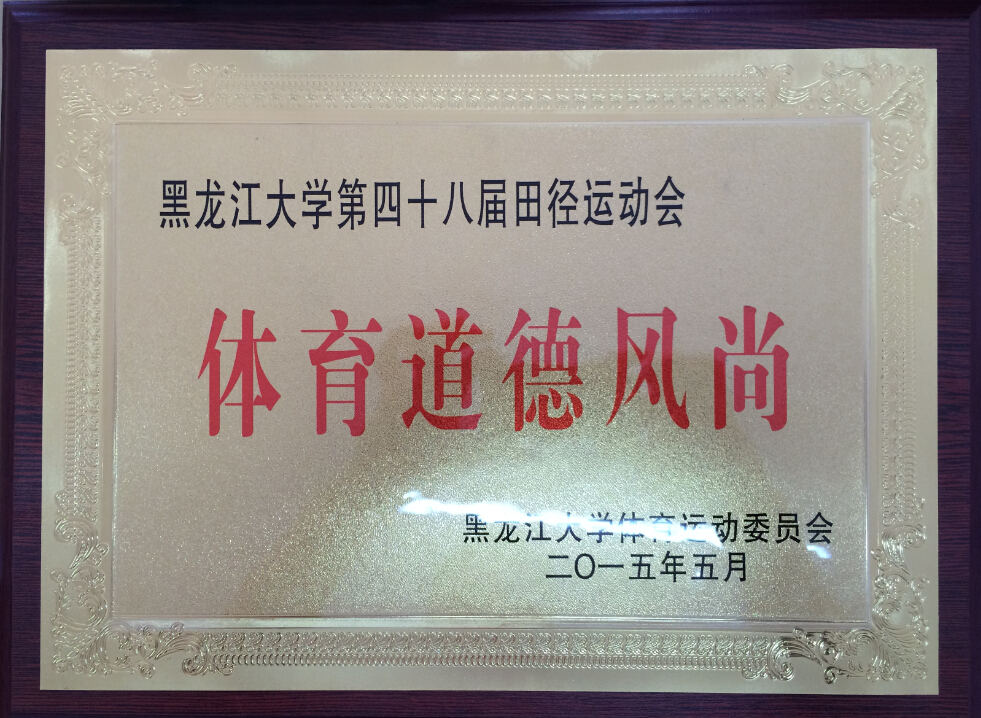 黑龙江大学第四十八届田径运动会
体育道德风尚
黑龙江大学体育运动委员会
二〇一五年五月